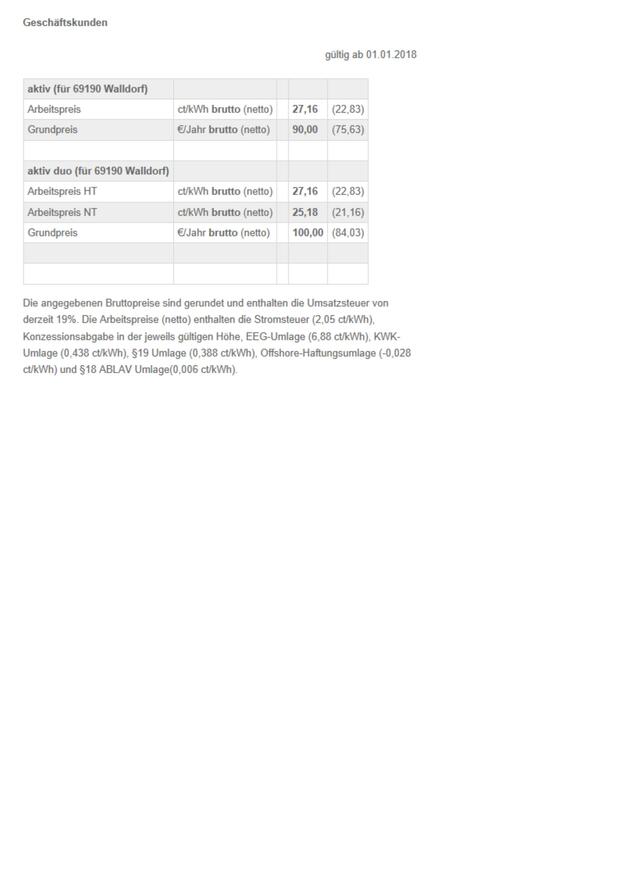 Geschäftskunden
gültig ab 01.01.2018
aktiv (für 69190 Walldorf)
Arbeitspreis ct/kWh brutto (netto) 27,16 (22,83)
Grundpreis €/Jahr brutto (netto) 90,00 (75,63)
aktiv duo (für 69190 Walldorf)
Arbeitspreis HT ct/kWh brutto (netto) 27,16 (22,83)
Arbeitspreis NT ct/kWh brutto (netto) 25,18 (21,16)
Grundpreis €/Jahr brutto (netto) 100,00 (84,03)
Die angegebenen Bruttopreise sind gerundet und enthalten die Umsatzsteuer von
derzeit 19%. Die Arbeitspreise (netto) enthalten die Stromsteuer (2,05 ct/kWh),
Konzessionsabgabe in der jeweils gültigen Höhe, EEG-Umlage (6,88 ct/kWh), KWK-
Umlage (0,438 ct/kWh), §19 Umlage (0,388 ct/kWh), Offshore-Haftungsumlage (-0,028
ct/kWh) und §18 ABLAV Umlage(0,006 ct/kWh).